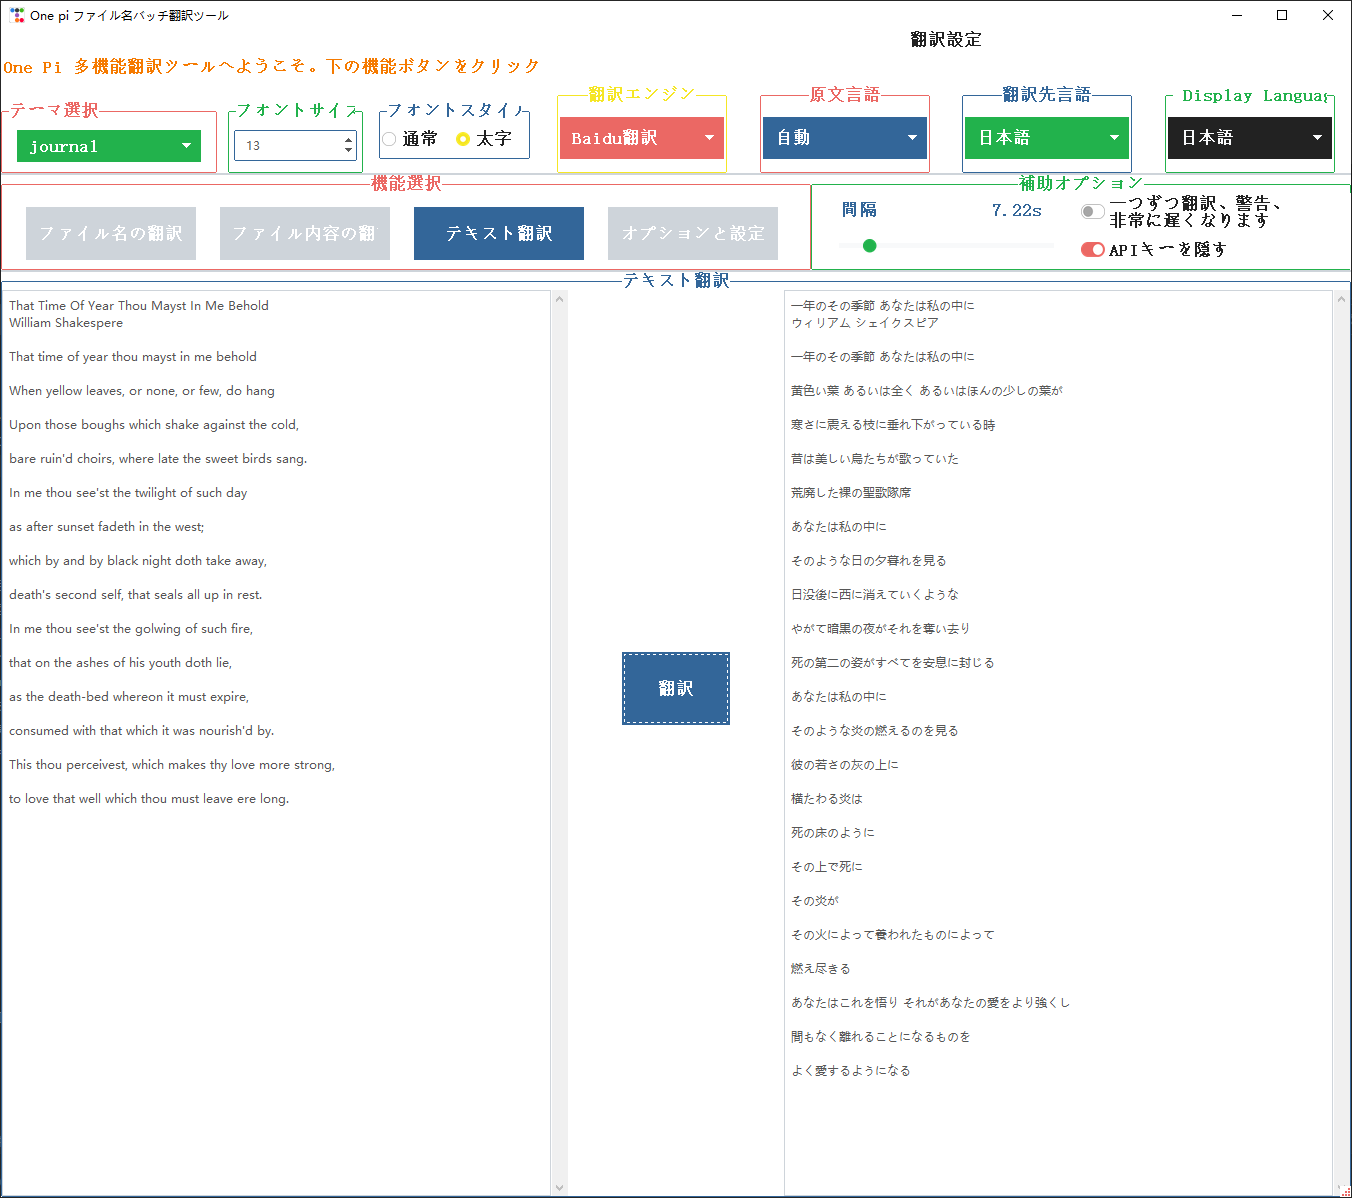 One pi ファイル名バッチ翻訳ツール
翻訳設定
One Pi 多機能翻訳ツールへようこそ。下の機能ボタンをクリック
テーマ選択
journal
フォントサイズ
13
フォントスタイル
通常
太字
翻訳エンジン
Baidu翻訳
原文言語
自動
翻訳先言語
日本語
Display Langua
日本語
機能選択
ファイル名の翻訳
ファイル内容の翻
テキスト翻訳
オプションと設定
補助オプション
間隔
7.22s
一つずつ翻訳、警告、
非常に遅くなります
APIキーを隠す
テキスト翻訳
That Time Of Year Thou Mayst In Me Behold
William Shakespere
That time of year thou mayst in me behold
When yellow leaves, or none, or few, do hang
Upon those boughs which shake against the cold,
bare ruin'd choirs, where late the sweet birds sang.
In me thou see'st the twilight of such day
as after sunset fadeth in the west;
which by and by black night doth take away,
death's second self, that seals all up in rest.
In me thou see'st the golwing of such fire,
that on the ashes of his youth doth lie,
as the death-bed whereon it must expire,
consumed with that which it was nourish'd by.
This thou perceivest, which makes thy love more strong,
to love that well which thou must leave ere long.
翻訳
一年のその季節 あなたは私の中に
ウィリアム シェイクスピア
一年のその季節 あなたは私の中に
黄色い葉 あるいは全く あるいはほんの少しの葉が
寒さに震える枝に垂れ下がっている時
昔は美しい鳥たちが歌っていた
荒廃した裸の聖歌隊席
あなたは私の中に
そのような日の夕暮れを見る
日没後に西に消えていくような
やがて暗黒の夜がそれを奪い去り
死の第二の姿がすべてを安息に封じる
あなたは私の中に
そのような炎の燃えるのを見る
彼の若さの灰の上に
横たわる炎は
死の床のように
その上で死に
その炎が
その火によって養われたものによって
燃え尽きる
あなたはこれを悟り それがあなたの愛をより強くし
間もなく離れることになるものを
よく愛するようになる